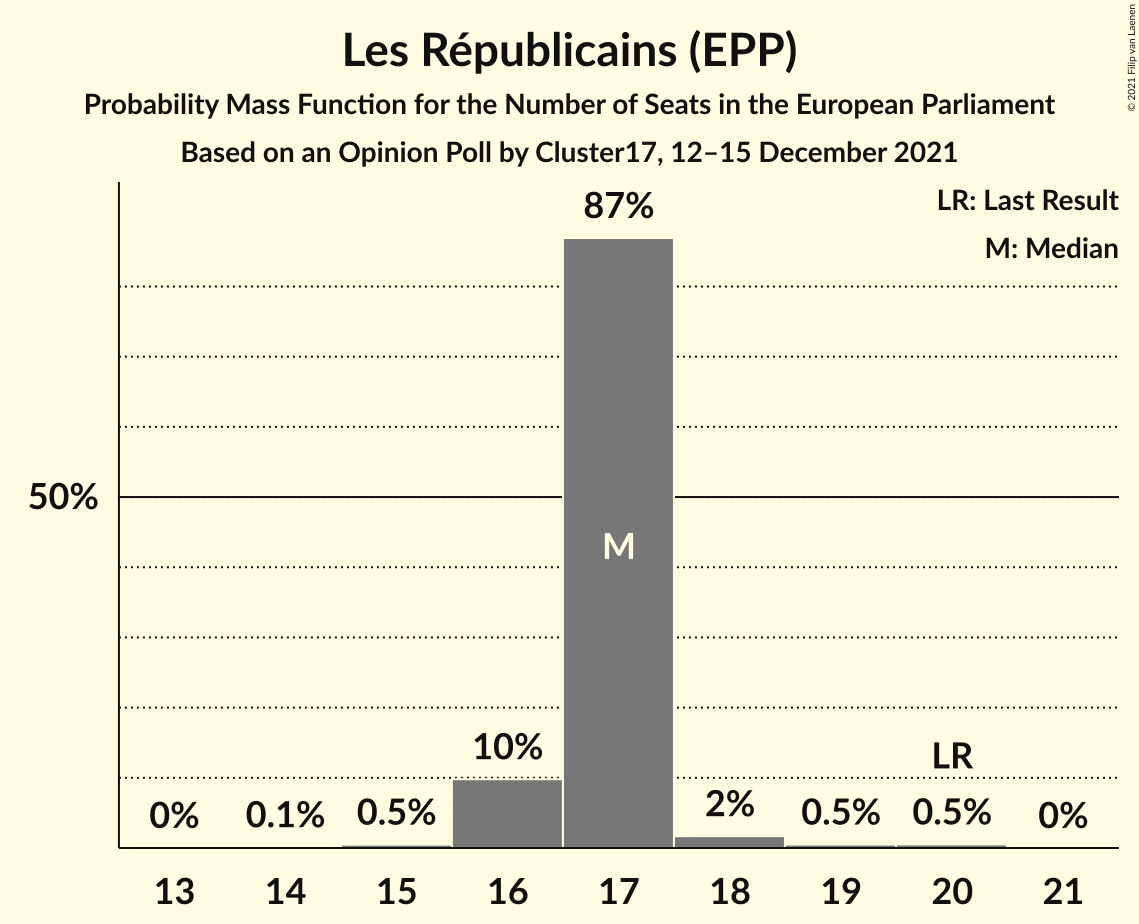 Les Républicains (EPP)
Probability Mass Function for the Number of Seats in the European Parliament
Based on an Opinion Poll by Cluster17, 12–15 December 2021
© 2021 Filip van Laenen
LR: Last Result
M: Median
87%
50%
M
10%
LR
0%
0.1%
0.5%
2%
0.5%
0.5%
0%
13 14 15 16 17 18 19 20 21